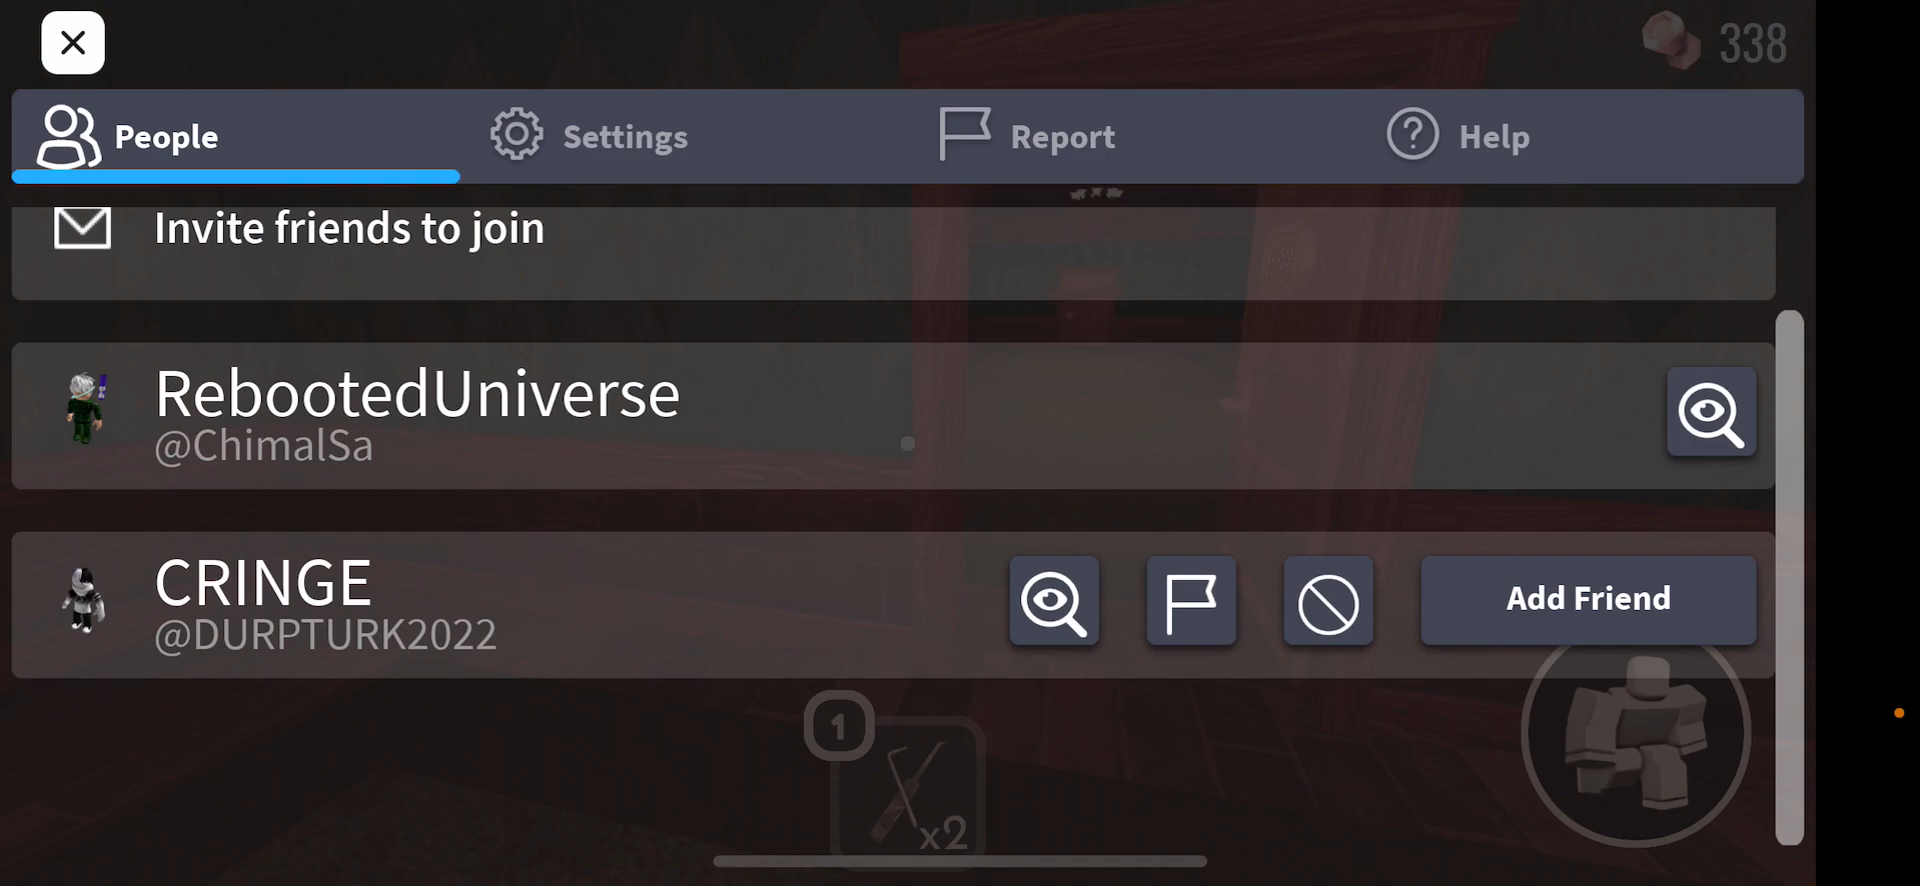 338
People
Settings
Report
Help
Invite friends to join
RebootedUniverse
@ChimalSa
CRINGE
@DURPTURK2022
Add Friend
1
x2